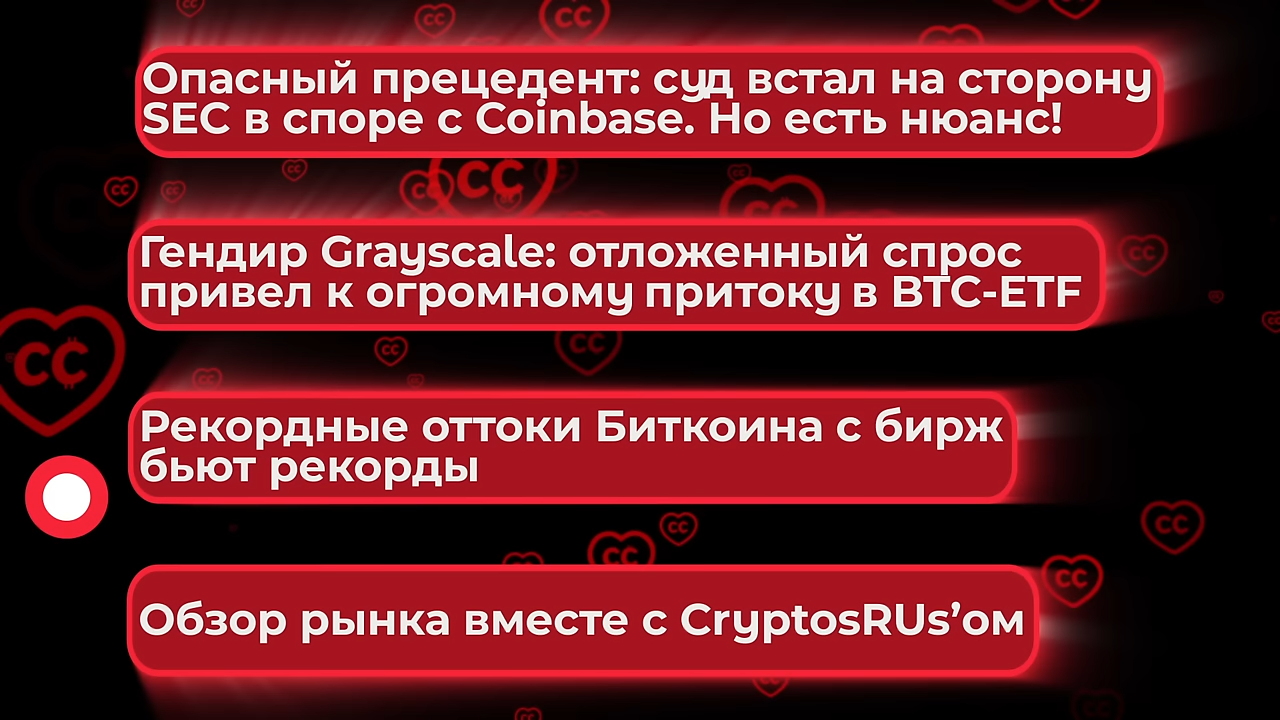 Опасный прецедент: суд встал на сторону
SEC в споре с Coinbase. Но есть нюанс!
Гендир Grayscale: отложенный спрос
привел к огромному притоку в BTC-ETF
Рекордные оттоки Биткоина с бирж
бьют рекорды
Обзор рынка вместе с CryptosRUs’ом